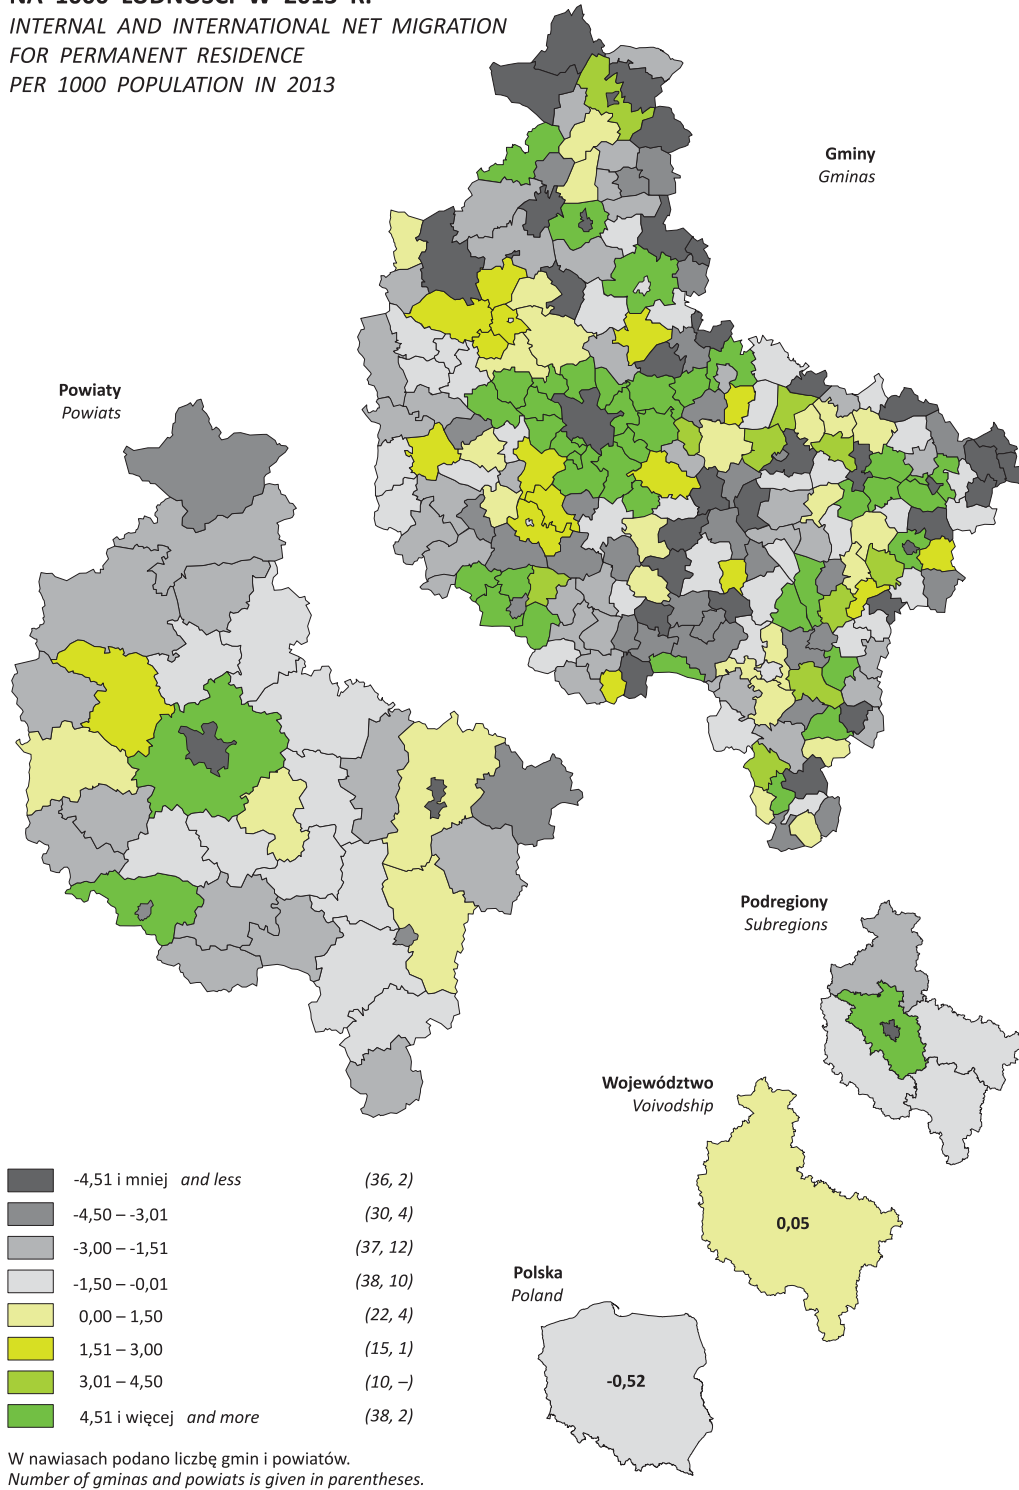 NA 1000 LUDNOŚCI W 2013 R.
INTERNAL AND INTERNATIONAL NET MIGRATION
FOR PERMANENT RESIDENCE
PER 1000 POPULATION IN 2013
Gminy
Gminas
Powiaty
Powiats
Podregiony
Subregions
Województwo
Voivodship
0,05
Polska
Poland
-0,52
-4,51 i mniej and less (36, 2)
-4,50 – -3,01 (30, 4)
-3,00 – -1,51 (37, 12)
-1,50 – -0,01 (38, 10)
0,00 – 1,50 (22, 4)
1,51 – 3,00 (15, 1)
3,01 – 4,50 (10, –)
4,51 i więcej and more (38, 2)
W nawiasach podano liczbę gmin i powiatów.
Number of gminas and powiats is given in parentheses.